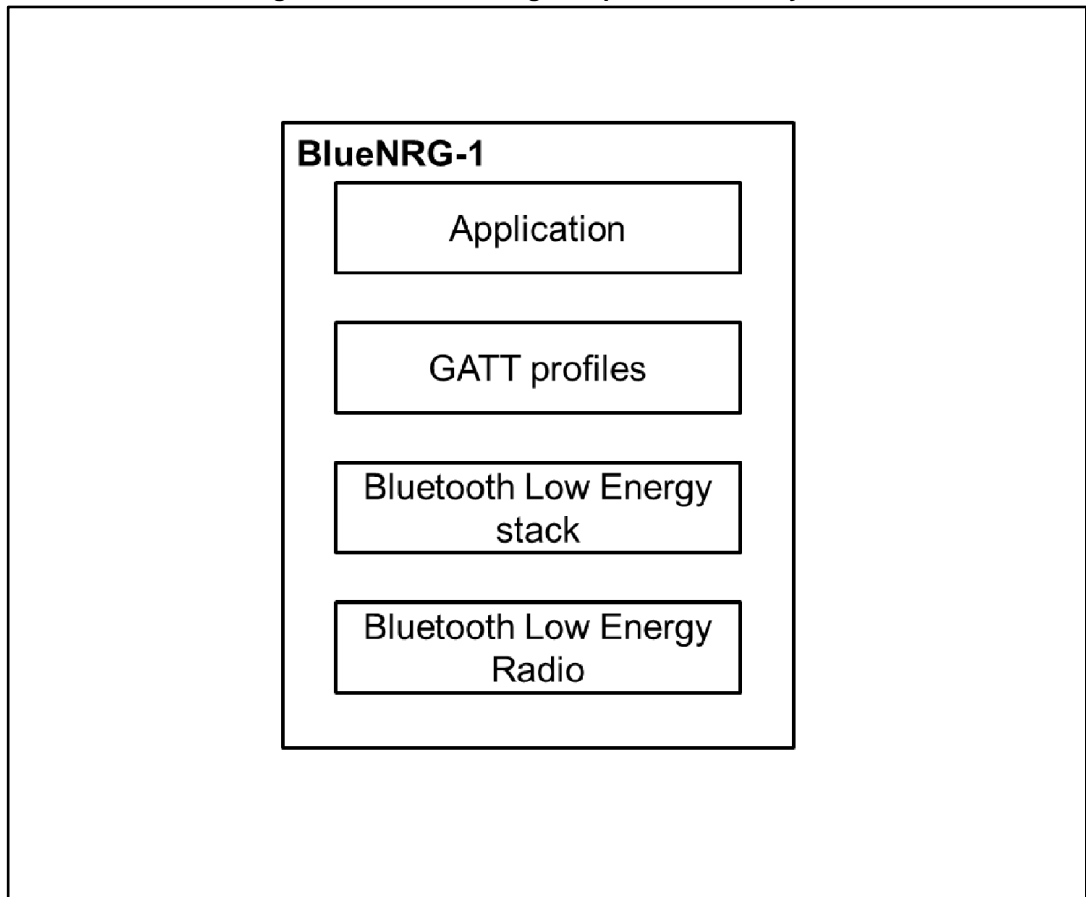 BlueNRG-1
Application
GATT profiles
Bluetooth Low Energy
stack
Bluetooth Low Energy
Radio